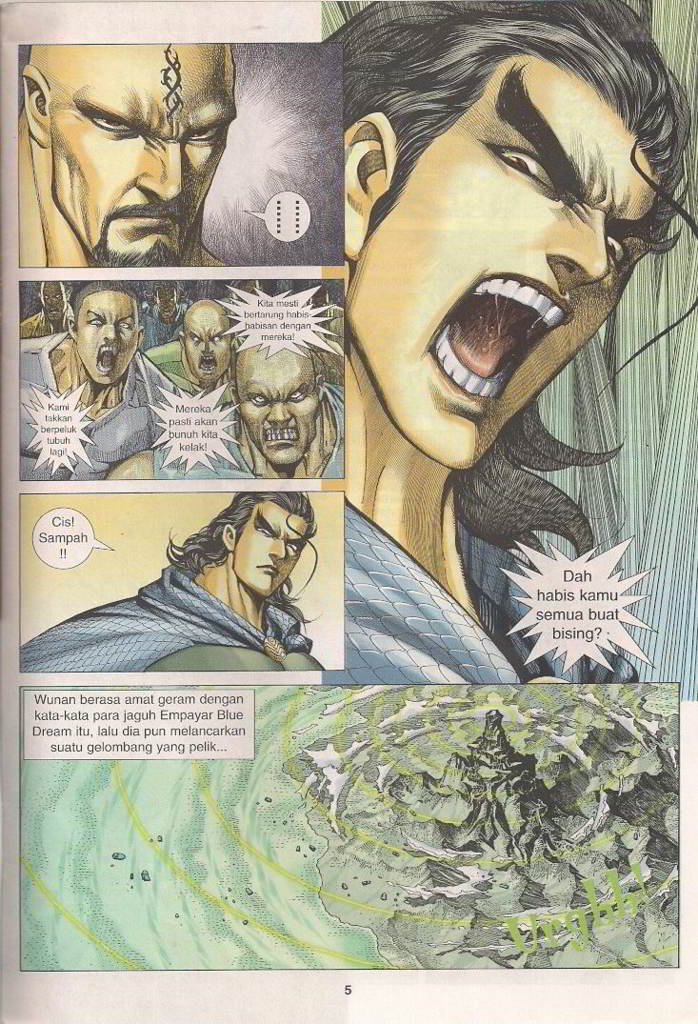 Kita mesti
bertarung habis-
habisan dengan
mereka!
Kami
takkan
berpeluk
tubuh
lagi!
Mereka
pasti akan
bunuh kita
kelak!
Cis!
Sampah
!!
Dah
habis kamu
semua buat
bising?
Wunan berasa amat geram dengan
kata-kata para jaguh Empayar Blue
Dream itu, lalu dia pun melancarkan
suatu gelombang yang pelik...
Urghh!
5